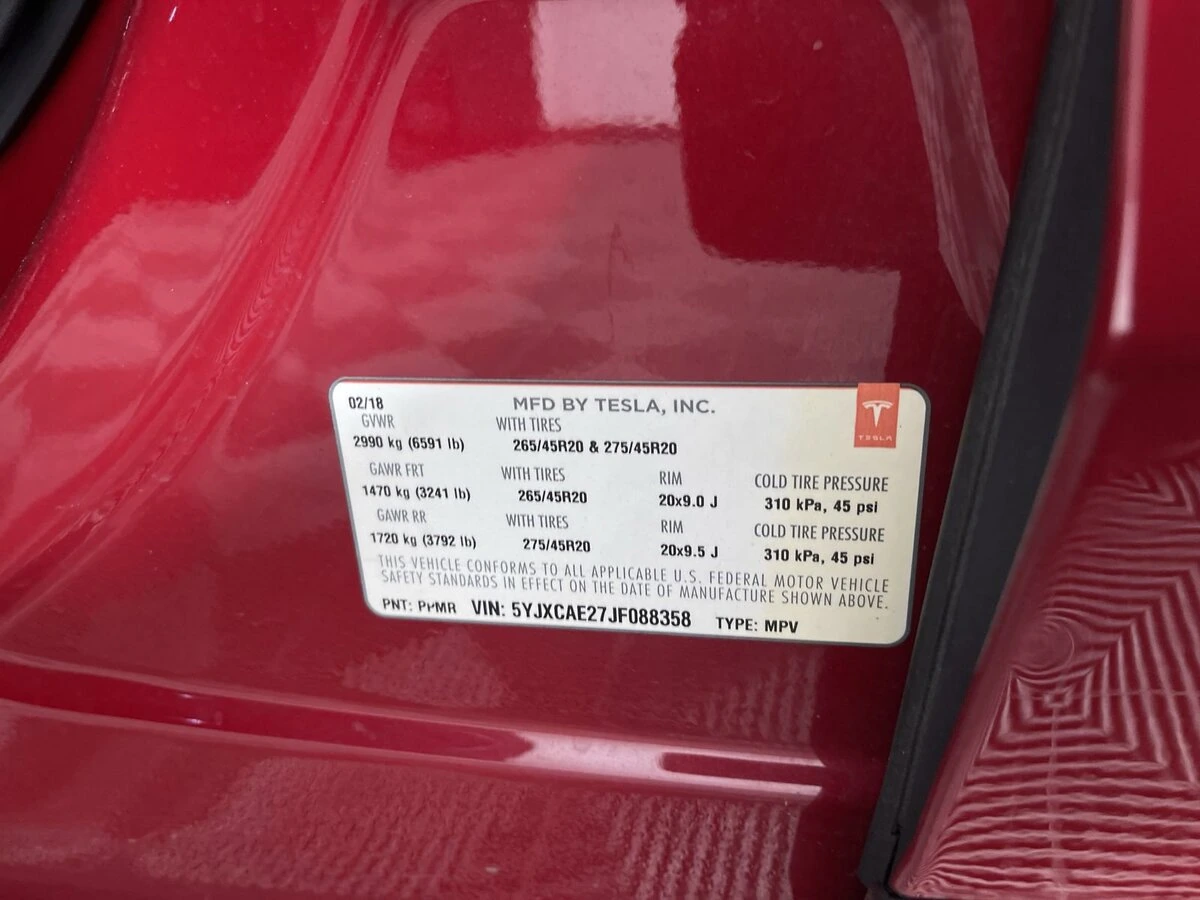 02/18
MFD BY TESLA, INC.
TESLA
GVWR WITH TIRES
2990 kg (6591 lb) 265/45R20 & 275/45R20
GAWR FRT WITH TIRES RIM COLD TIRE PRESSURE
1470 kg (3241 lb) 265/45R20 20x9.0 J 310 kPa, 45 psi
GAWR RR WITH TIRES RIM COLD TIRE PRESSURE
1720 kg (3792 lb) 275/45R20 20x9.5 J 310 kPa, 45 psi
THIS VEHICLE CONFORMS TO ALL APPLICABLE U.S. FEDERAL MOTOR VEHICLE
SAFETY STANDARDS IN EFFECT ON THE DATE OF MANUFACTURE SHOWN ABOVE.
PNT: PPMR VIN: 5YJXCAE27JF088358 TYPE: MPV